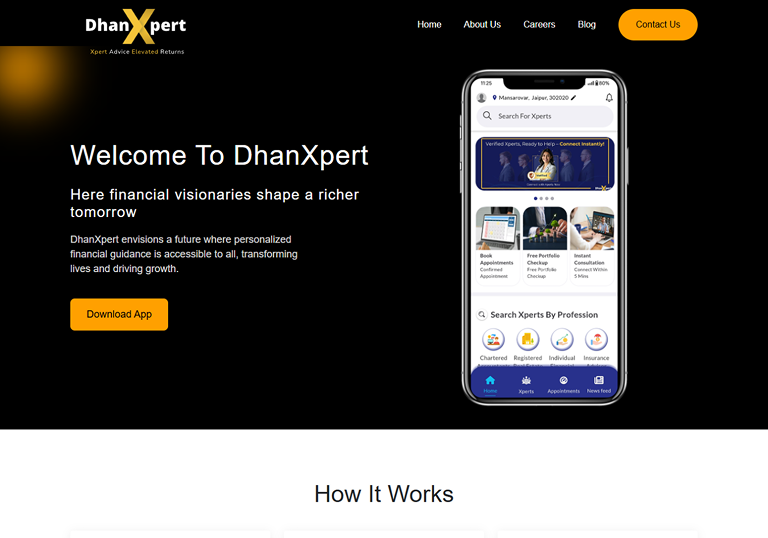 DhanXpert
Xpert Advice Elevated Returns
Home
About Us
Careers
Blog
Contact Us
Welcome To DhanXpert
Here financial visionaries shape a richer
tomorrow
DhanXpert envisions a future where personalized
financial guidance is accessible to all, transforming
lives and driving growth.
Download App
11:25
80%
Mansarovar, Jaipur, 302020
Search For Xperts
Verified Xperts, Ready to Help – Connect Instantly!
Book
Appointments
Confirmed
Appointment
Free Portfolio
Checkup
Free Portfolio
Checkup
Instant
Consultation
Connect Within
5 Mins
Search Xperts By Profession
Chartered
Registered
Individual
Insurance
Home
Xperts
Appointments
News Feed
How It Works